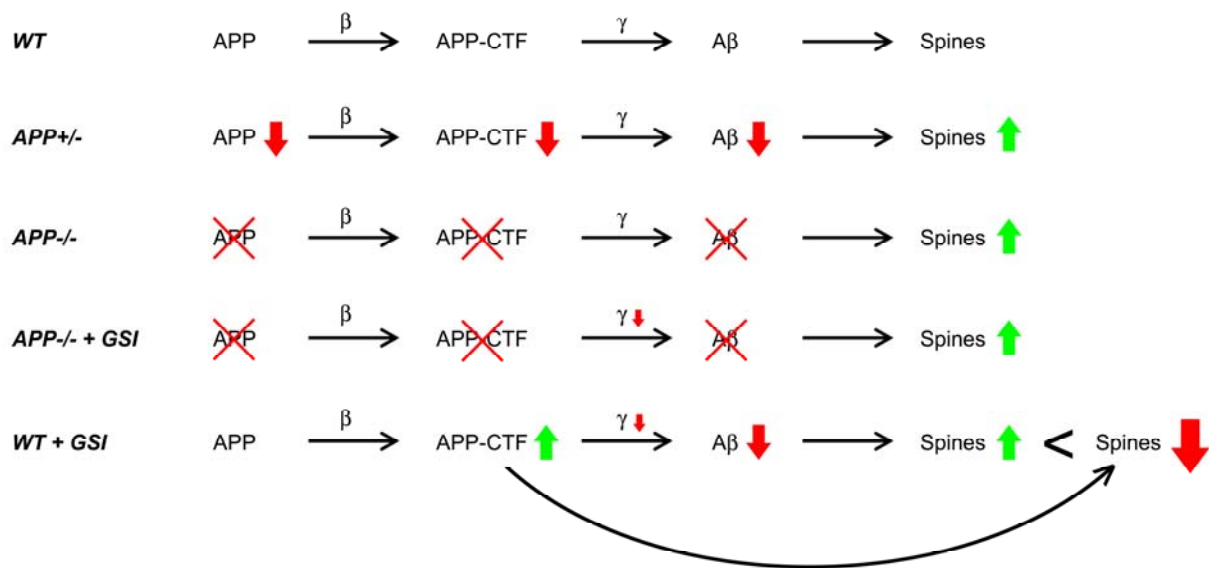 β γ
WT APP APP-CTF Aβ Spines
β γ
APP+/- APP APP-CTF Aβ Spines
β γ
APP-/- APP APP-CTF Aβ Spines
β γ
APP-/- + GSI APP APP-CTF Aβ Spines
β γ
WT + GSI APP APP-CTF Aβ Spines < Spines